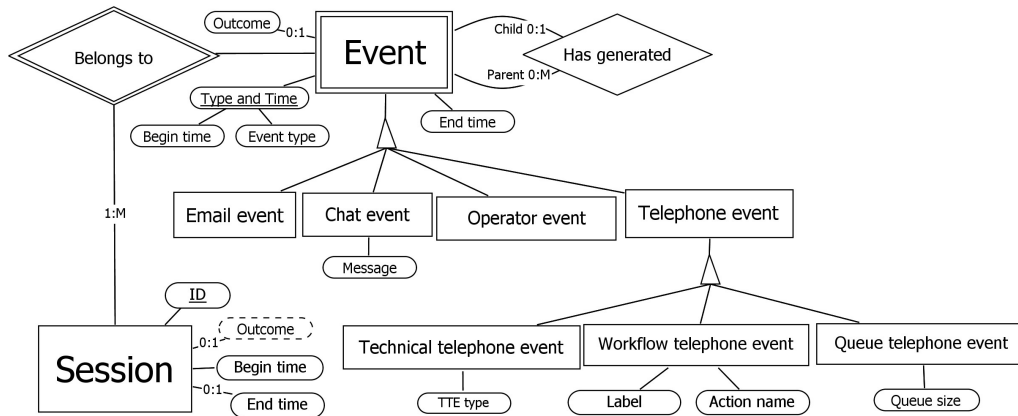 Outcome
0:1
Event
Child 0:1
Has generated
Parent 0:M
Belongs to
Type and Time
End time
Begin time
Event type
Email event
Chat event
Operator event
Telephone event
1:M
Message
ID
Outcome
0:1
Begin time
0:1
End time
Session
Technical telephone event
Workflow telephone event
Queue telephone event
TTE type
Label
Action name
Queue size